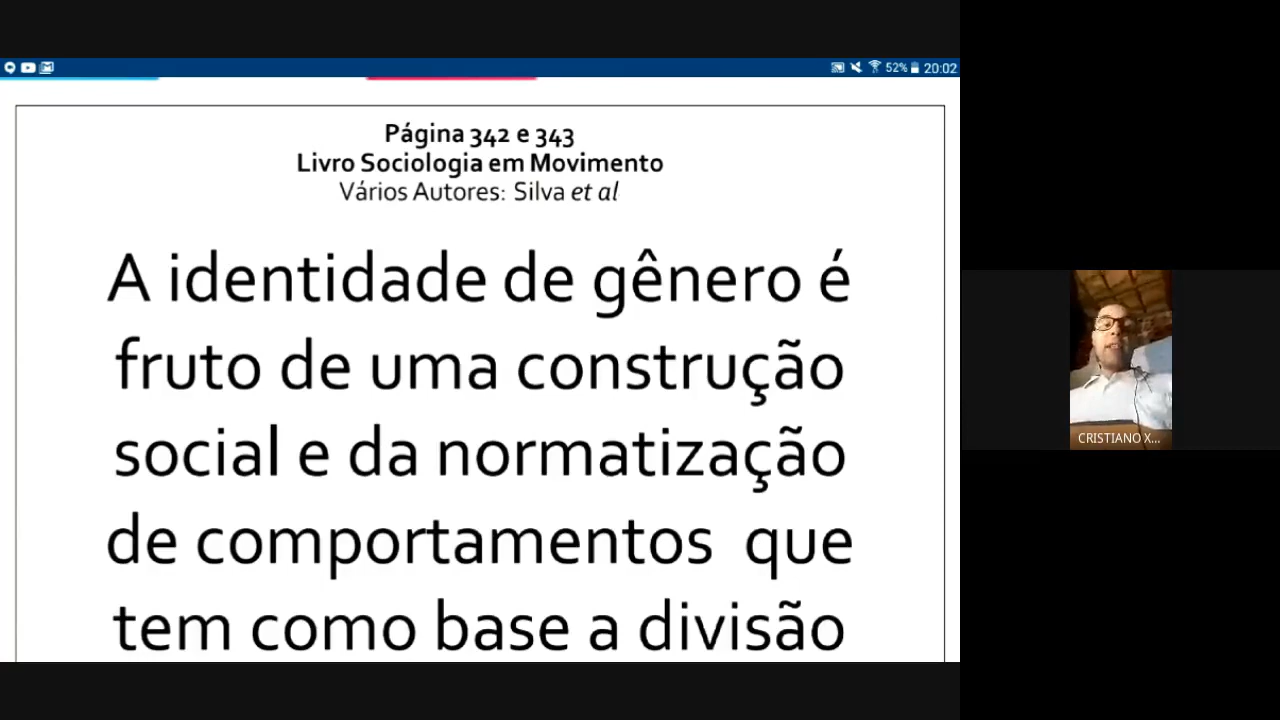 52% 20:02
Página 342 e 343
Livro Sociologia em Movimento
Vários Autores: Silva et al
A identidade de gênero é
fruto de uma construção
social e da normatização
de comportamentos que
tem como base a divisão
CRISTIANO X...